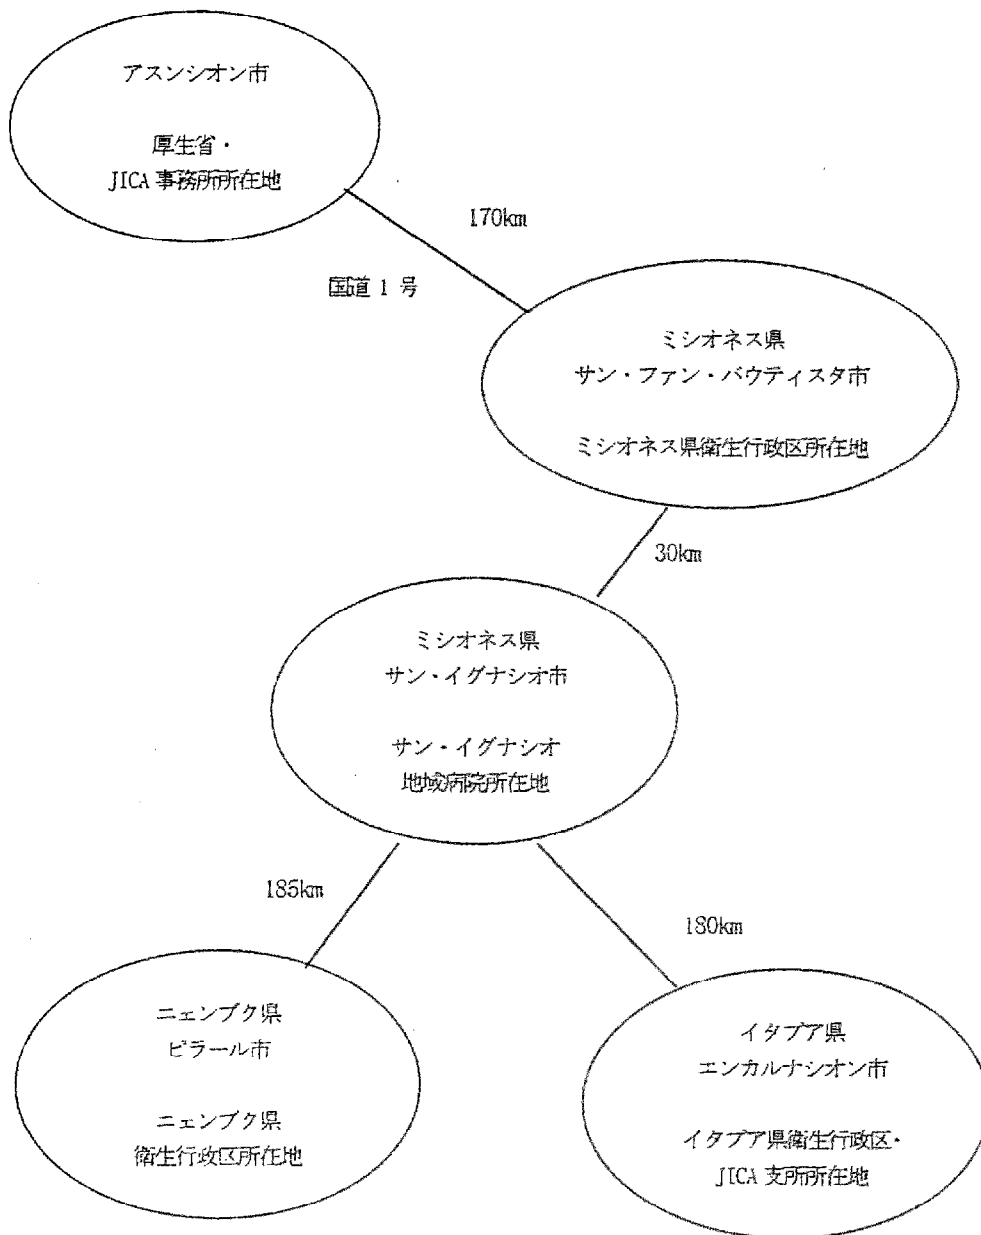 アスンシオン市
厚生省・
JICA 事務所所在地
170km
国道 1 号
ミシオネス県
サン・ファン・バウティスタ市
ミシオネス県衛生行政区所在地
30km
ミシオネス県
サン・イグナシオ市
サン・イグナシオ
地域病院所在地
185km
180km
ニェンブク県
ピラール市
ニェンブク県
衛生行政区所在地
イタプア県
エンカルナシオン市
イタプア県衛生行政区・
JICA 支所所在地